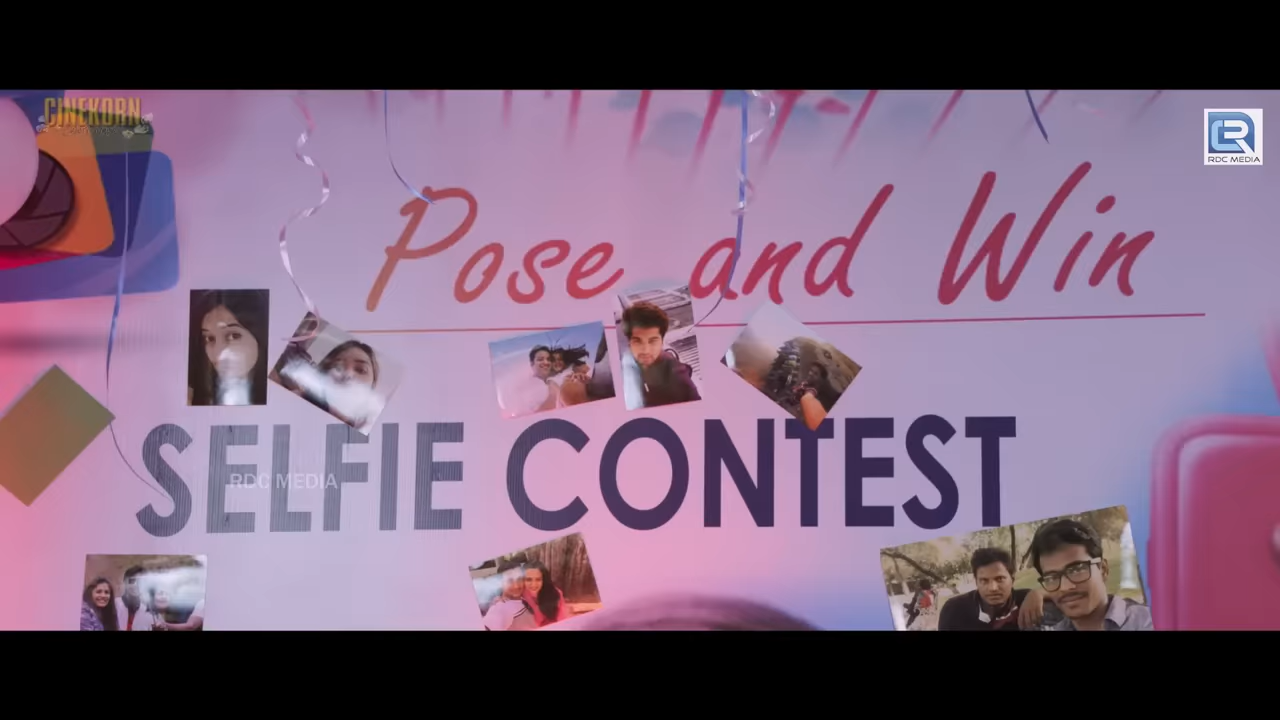 CINEKORN
RDC MEDIA
Pose and Win
SELFIE CONTEST
RDC MEDIA